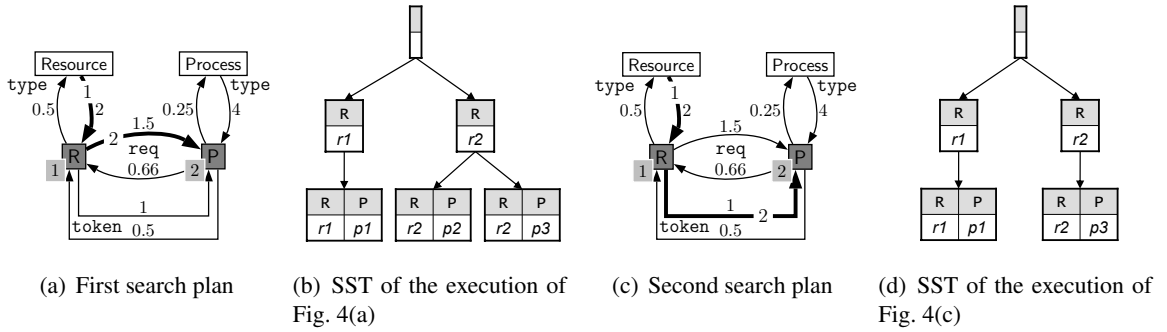 Resource
Process
type
type
1
0.5
2
0.25
4
1.5
2
R
req
P
1
0.66
2
1
token
0.5
R
R
r1
r2
R P
R P
R P
r1 p1
r2 p2
r2 p3
Resource
Process
type
type
1
0.5
2
0.25
4
1.5
R
req
P
1
0.66
2
1
2
token
0.5
R
R
r1
r2
R P
R P
r1 p1
r2 p3
(a) First search plan
(b) SST of the execution of
Fig. 4(a)
(c) Second search plan
(d) SST of the execution of
Fig. 4(c)